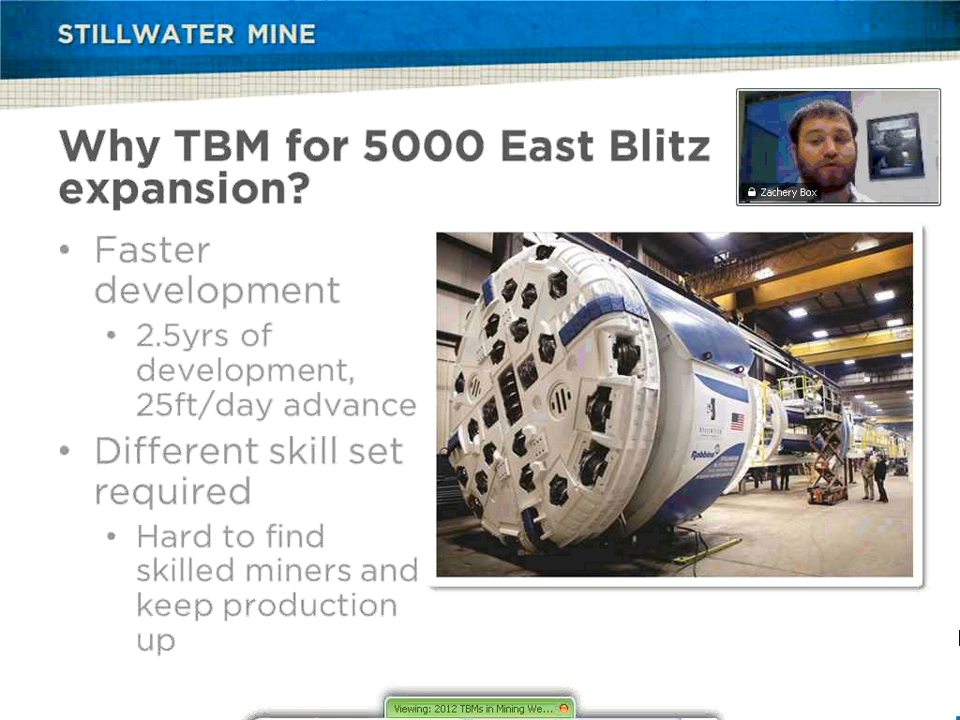 STILLWATER MINE
Why TBM for 5000 East Blitz
expansion?
Zachery Box
• Faster
development
• 2.5yrs of
development,
25ft/day advance
• Different skill set
required
• Hard to find
skilled miners and
keep production
up
Robbins
Viewing: 2012 TBMs in Mining We...